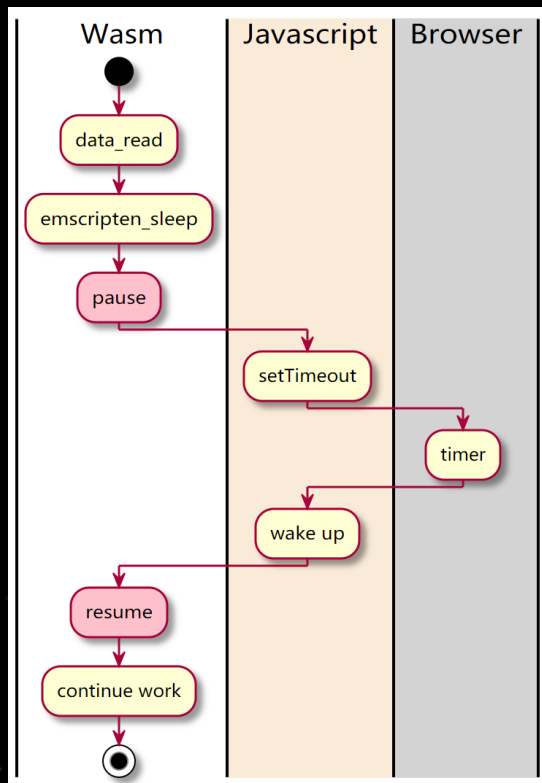 Wasm Javascript Browser
data_read
emscripten_sleep
pause
setTimeout
timer
wake up
resume
continue work